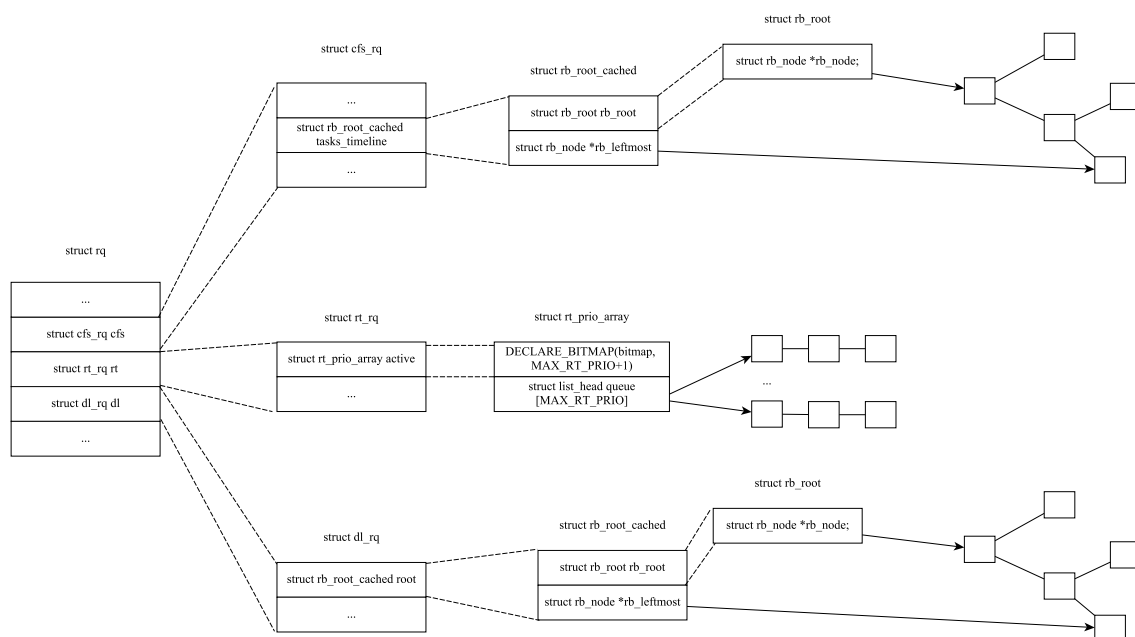 struct rb_root
struct cfs_rq
struct rb_root_cached
struct rb_node *rb_node;
...
struct rb_root rb_root
struct rb_root_cached
tasks_timeline
struct rb_node *rb_leftmost
...
struct rq
...
struct cfs_rq cfs
struct rt_rq rt
struct dl_rq dl
...
struct rt_rq
struct rt_prio_array
struct rt_prio_array active
...
DECLARE_BITMAP(bitmap,
MAX_RT_PRIO+1)
struct list_head queue
[MAX_RT_PRIO]
...
struct rb_root
struct dl_rq
struct rb_root_cached
struct rb_node *rb_node;
struct rb_root_cached root
...
struct rb_root rb_root
struct rb_node *rb_leftmost